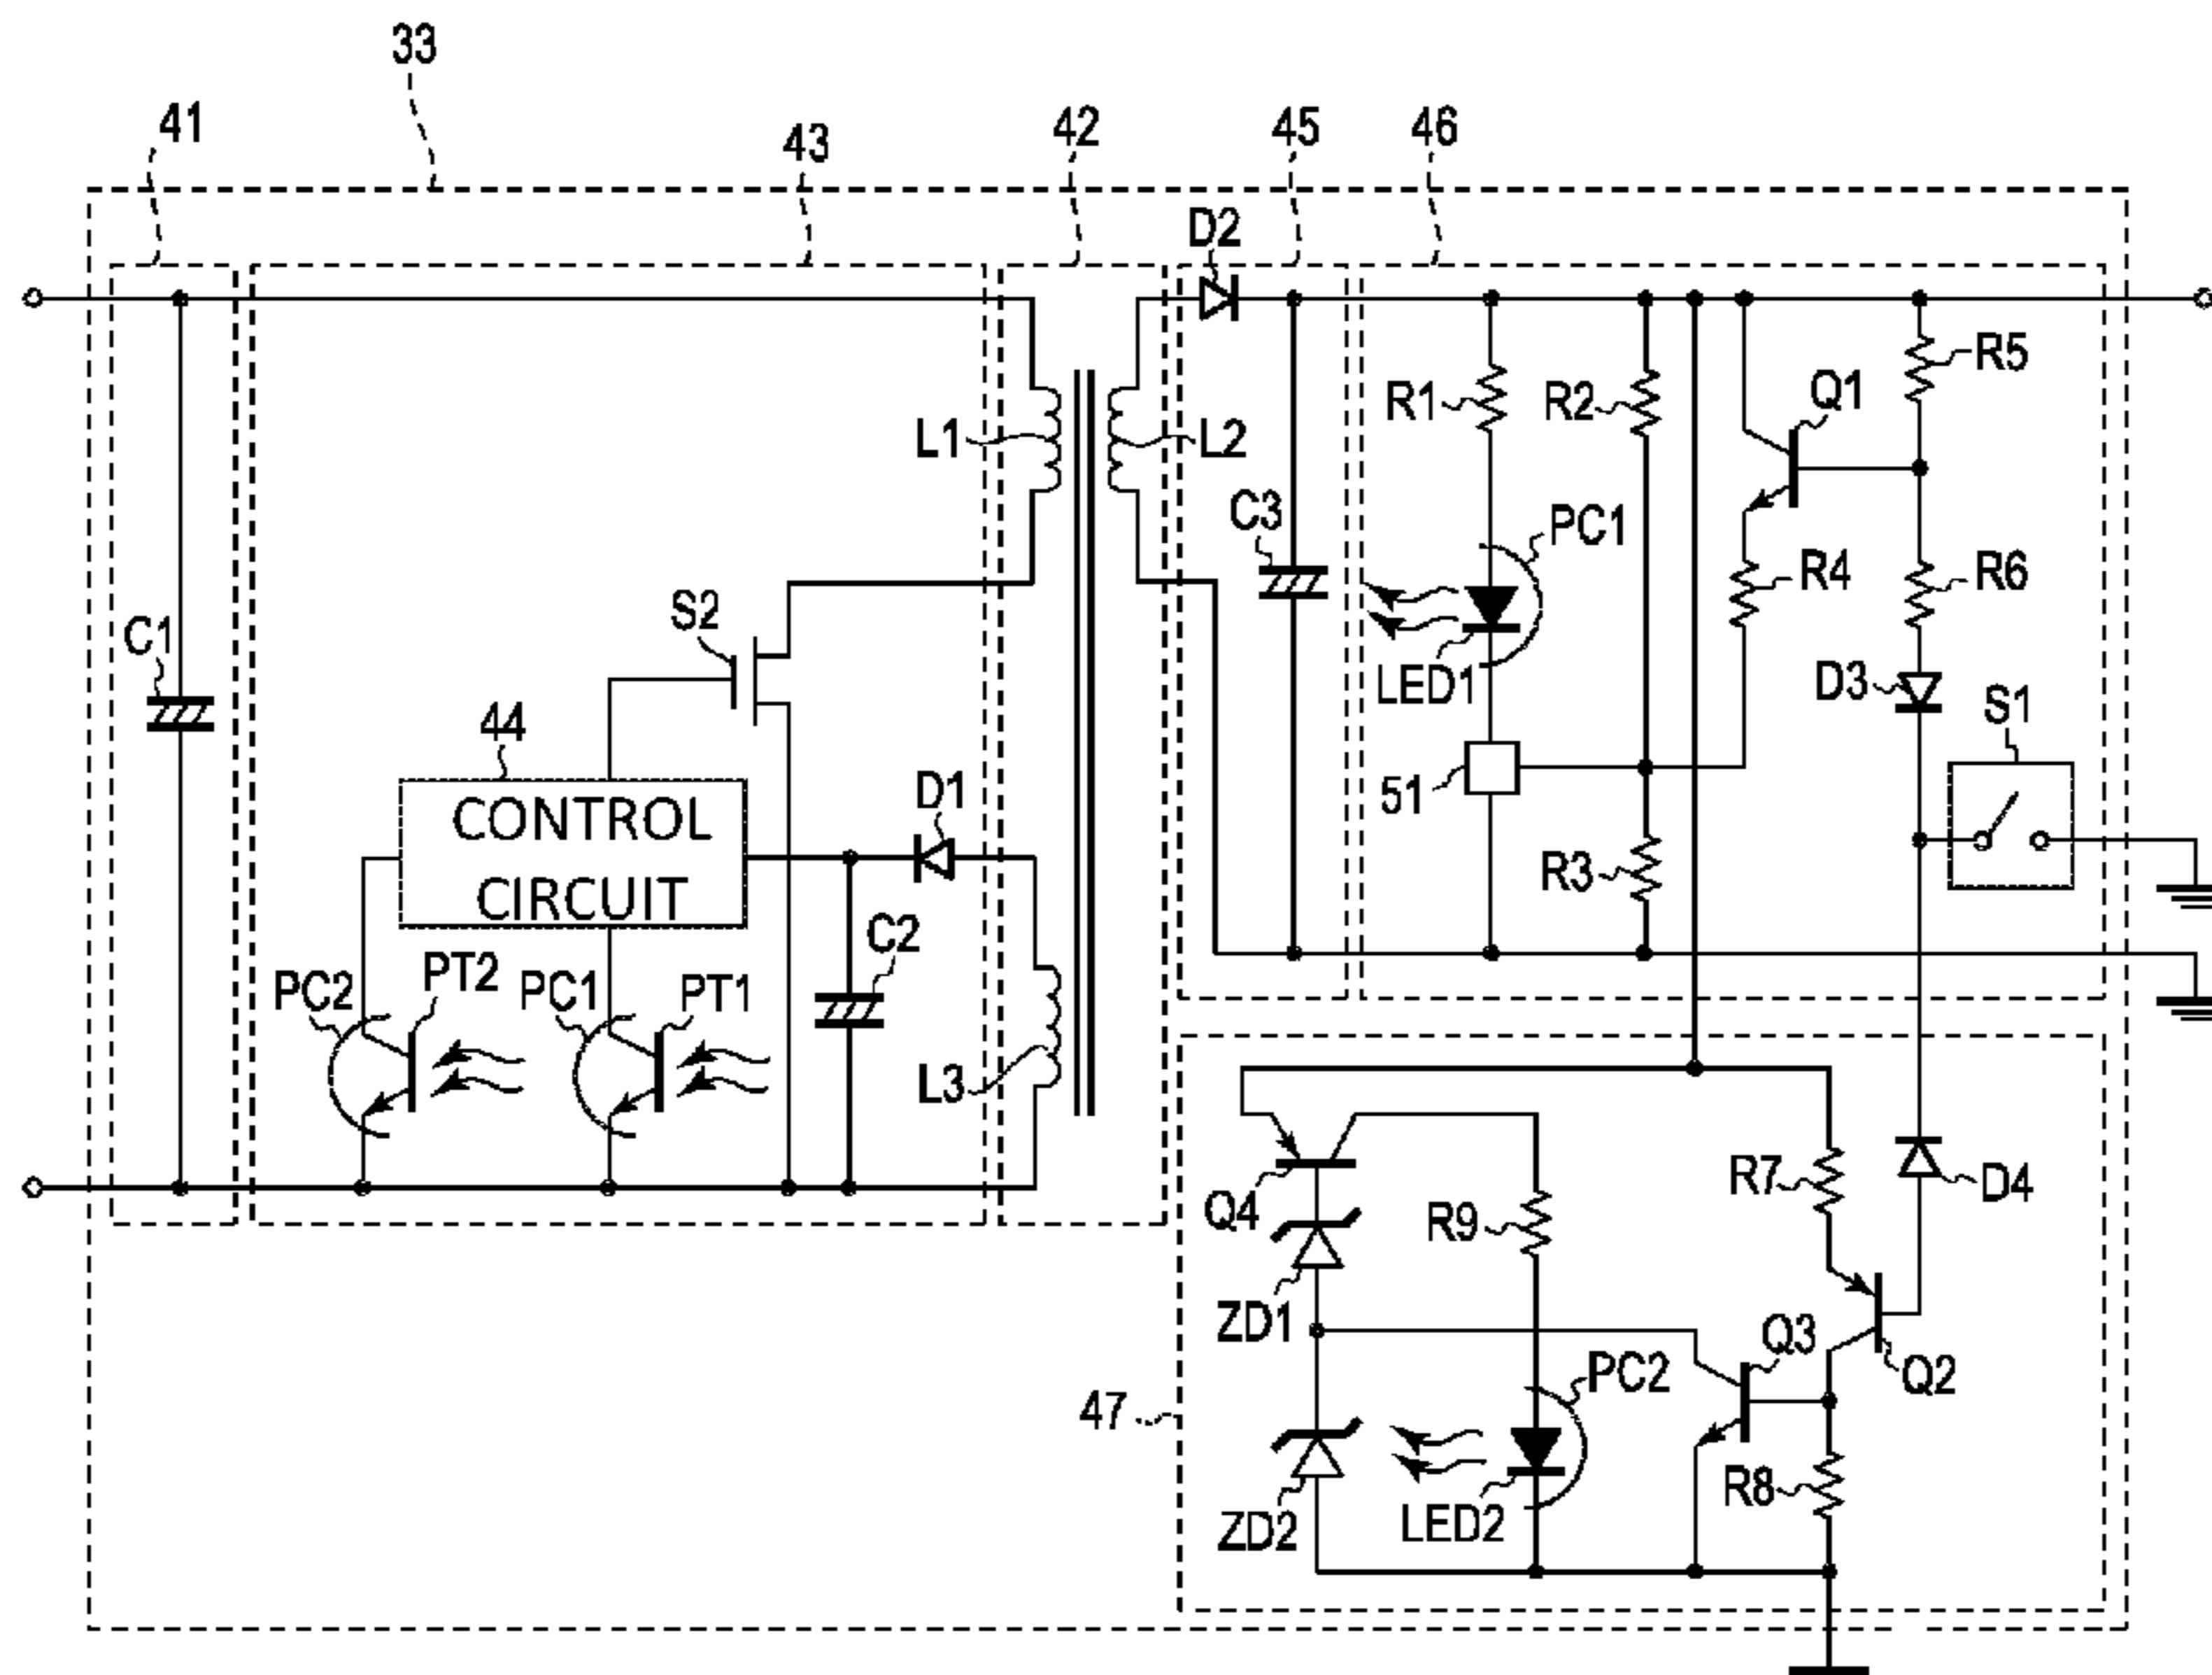 33
41
43
42
45
46
D2
R5
R1
R2
Q1
L1
L2
C3
PC1
R4
R6
S2
C1
LED1
D3
S1
44
51
D1
CONTROL
CIRCUIT
R3
C2
PC2
PT2
PC1
PT1
L3
Q4
R9
R7
D4
ZD1
Q3
PC2
Q2
47
ZD2
LED2
R8